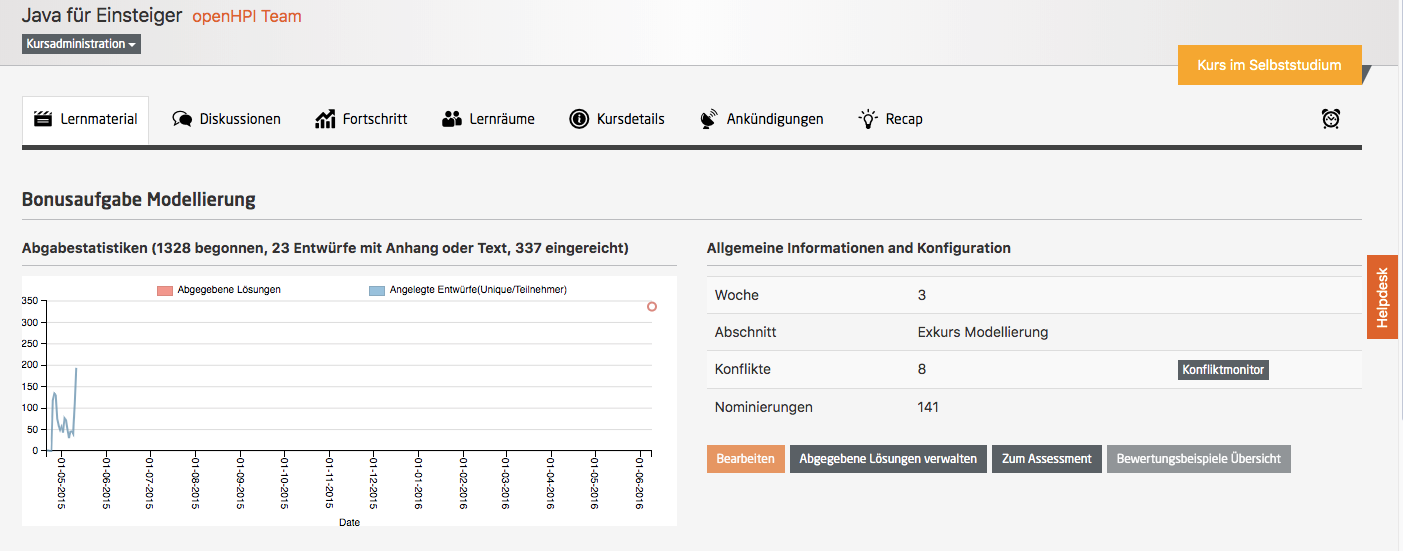 Java für Einsteiger openHPI Team
Kursadministration
Kurs im Selbststudium
Lernmaterial Diskussionen Fortschritt Lernräume Kursdetails Ankündigungen Recap
Bonusaufgabe Modellierung
Abgabestatistiken (1328 begonnen, 23 Entwürfe mit Anhang oder Text, 337 eingereicht)
Abgegebene Lösungen Angelegte Entwürfe(Unique/Teilnehmer)
350
300
250
200
150
100
50
0
01-05-2015
01-06-2015
01-07-2015
01-08-2015
01-09-2015
01-10-2015
01-11-2015
01-12-2015
01-01-2016
01-02-2016
01-03-2016
01-04-2016
01-05-2016
01-06-2016
Date
Allgemeine Informationen and Konfiguration
Woche 3
Abschnitt Exkurs Modellierung
Konflikte 8 Konfliktmonitor
Nominierungen 141
Bearbeiten Abgegebene Lösungen verwalten Zum Assessment Bewertungsbeispiele Übersicht
Helpdesk